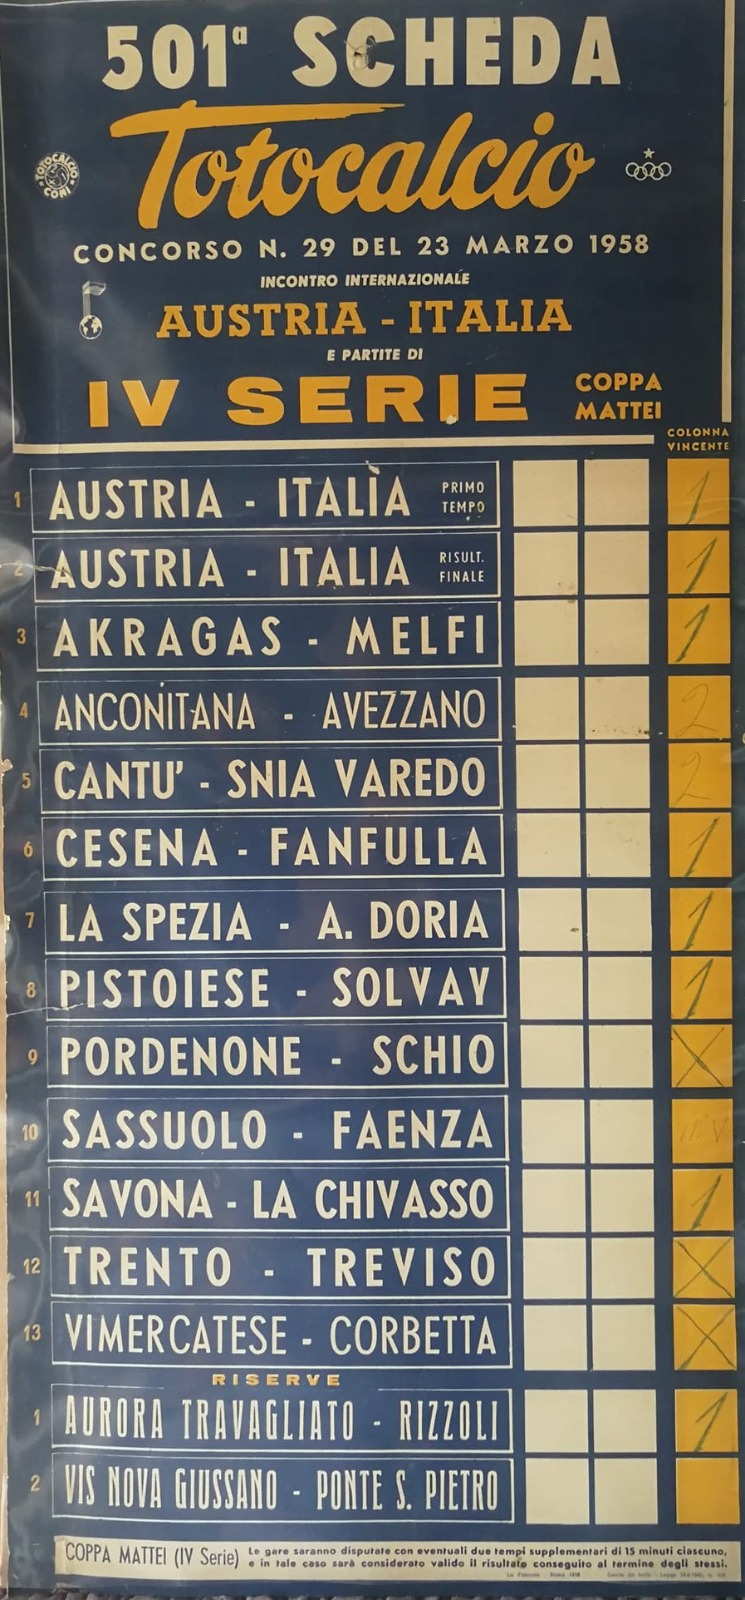 501ª SCHEDA
Totocalcio
TOTOCALCIO
CONI
CONCORSO N. 29 DEL 23 MARZO 1958
INCONTRO INTERNAZIONALE
AUSTRIA - ITALIA
E PARTITE DI
IV SERIE COPPA MATTEI
COLONNA
VINCENTE
1 AUSTRIA - ITALIA PRIMO TEMPO 1
2 AUSTRIA - ITALIA RISULT. FINALE 1
3 AKRAGAS - MELFI 1
4 ANCONITANA - AVEZZANO 2
5 CANTU' - SNIA VAREDO 2
6 CESENA - FANFULLA 1
7 LA SPEZIA - A. DORIA 1
8 PISTOIESE - SOLVAY 1
9 PORDENONE - SCHIO X
10 SASSUOLO - FAENZA
11 SAVONA - LA CHIVASSO 1
12 TRENTO - TREVISO X
13 VIMERCATESE - CORBETTA X
RISERVE
1 AURORA TRAVAGLIATO - RIZZOLI 1
2 VIS NOVA GIUSSANO - PONTE S. PIETRO
COPPA MATTEI (IV Serie) Le gare saranno disputate con eventuali due tempi supplementari di 15 minuti ciascuno,
e in tale caso sarà considerato valido il risultato conseguito al termine degli stessi.